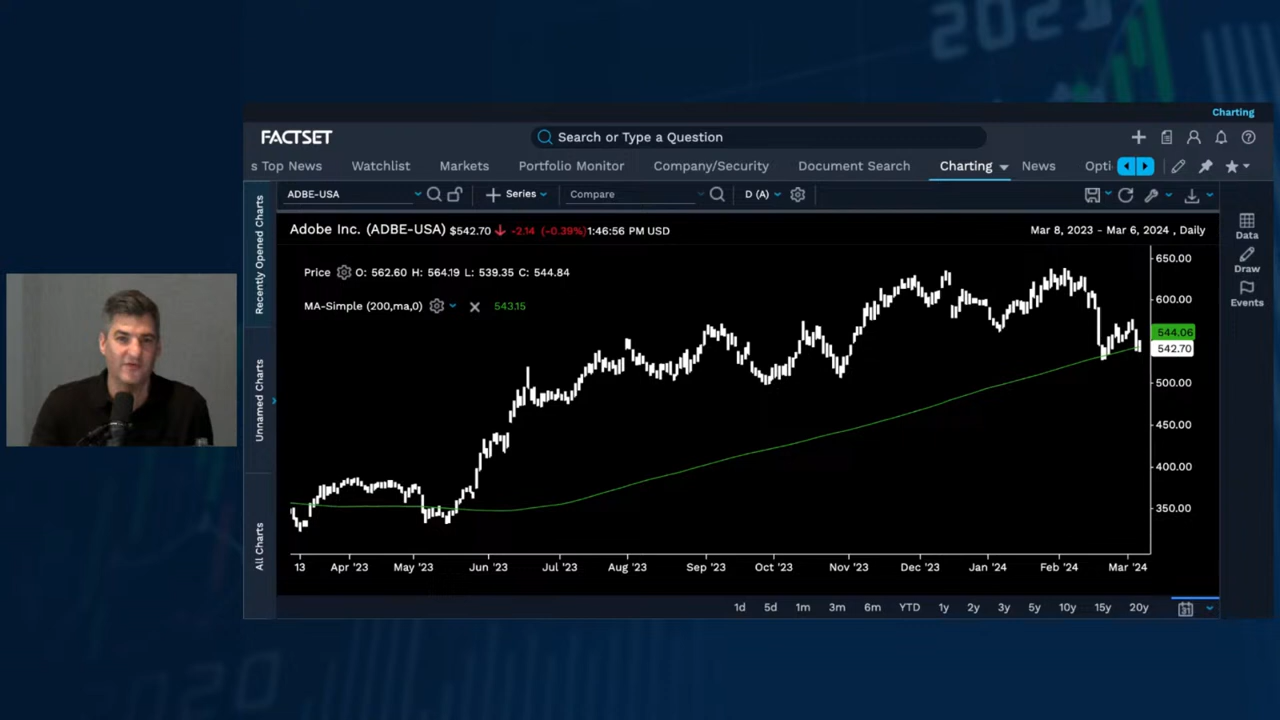 2021
Charting
FACTSET
Search or Type a Question
s Top News Watchlist Markets Portfolio Monitor Company/Security Document Search Charting News Opti
ADBE-USA Series Compare D (A)
Adobe Inc. (ADBE-USA) $542.70 -2.14 (-0.39%) 1:46:56 PM USD Mar 8, 2023 - Mar 6, 2024 , Daily
Price O: 562.60 H: 564.19 L: 539.35 C: 544.84
MA-Simple (200,ma,0) 543.15
Recently Opened Charts
Unnamed Charts
All Charts
Data
Draw
Events
650.00
600.00
544.06
542.70
500.00
450.00
400.00
350.00
13 Apr '23 May '23 Jun '23 Jul '23 Aug '23 Sep '23 Oct '23 Nov '23 Dec '23 Jan '24 Feb '24 Mar '24
1d 5d 1m 3m 6m YTD 1y 2y 3y 5y 10y 15y 20y
31
2020